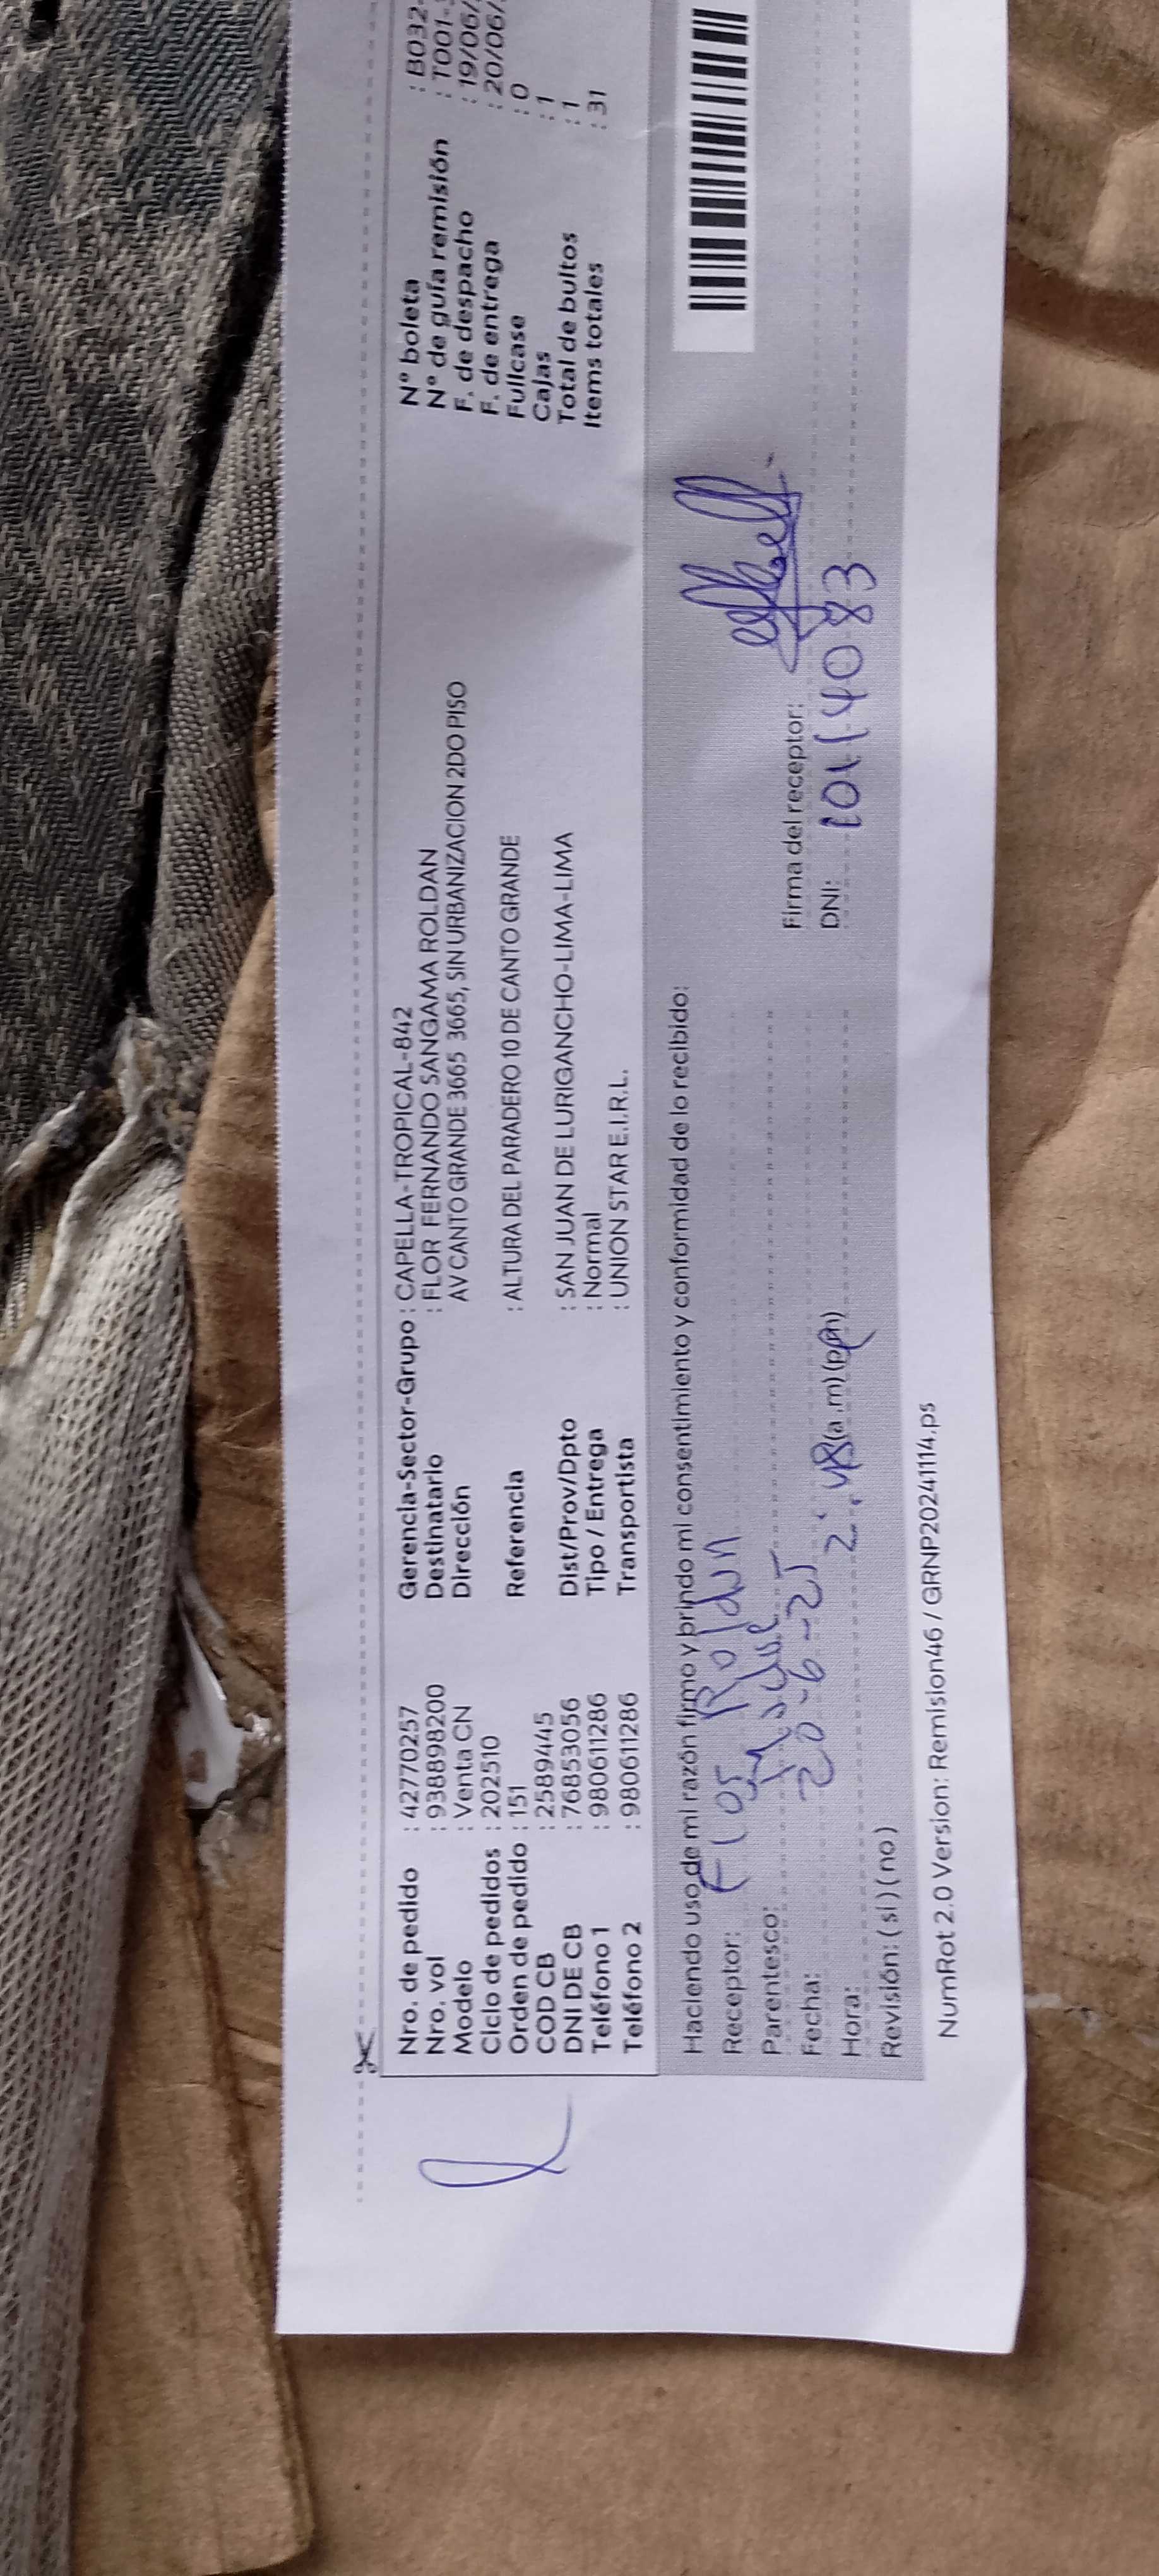 Nro. de pedido : 42770257
Nro. vol : 938898200
Modelo : Venta CN
Ciclo de pedidos : 202510
Orden de pedido : 151
COD CB : 2589445
DNI DE CB : 76853056
Teléfono 1 : 980611286
Teléfono 2 : 980611286
Gerencia-Sector-Grupo : CAPELLA-TROPICAL-842
Destinatario : FLOR FERNANDO SANGAMA ROLDAN
Dirección AV CANTO GRANDE 3665 3665, SIN URBANIZACION 2DO PISO
Referencia : ALTURA DEL PARADERO 10 DE CANTO GRANDE
Dist/Prov/Dpto : SAN JUAN DE LURIGANCHO-LIMA-LIMA
Tipo / Entrega : Normal
Transportista : UNION STAR E.I.R.L.
N° boleta : B032-
N° de guía remisión : T001-
F. de despacho : 19/06/
F. de entrega : 20/06/
Fullcase : 0
Cajas : 1
Total de bultos : 1
Items totales : 31
Haciendo uso de mi razón firmo y brindo mi consentimiento y conformidad de lo recibido:
Receptor: Flor Roldan
Parentesco:
Fecha: 20-6-25
Hora: 2:48 (a.m) (p.m)
Revisión: ( si ) ( no )
Firma del receptor:
DNI:
NumRot 2.0 Version: Remision46 / GRNP20241114.ps